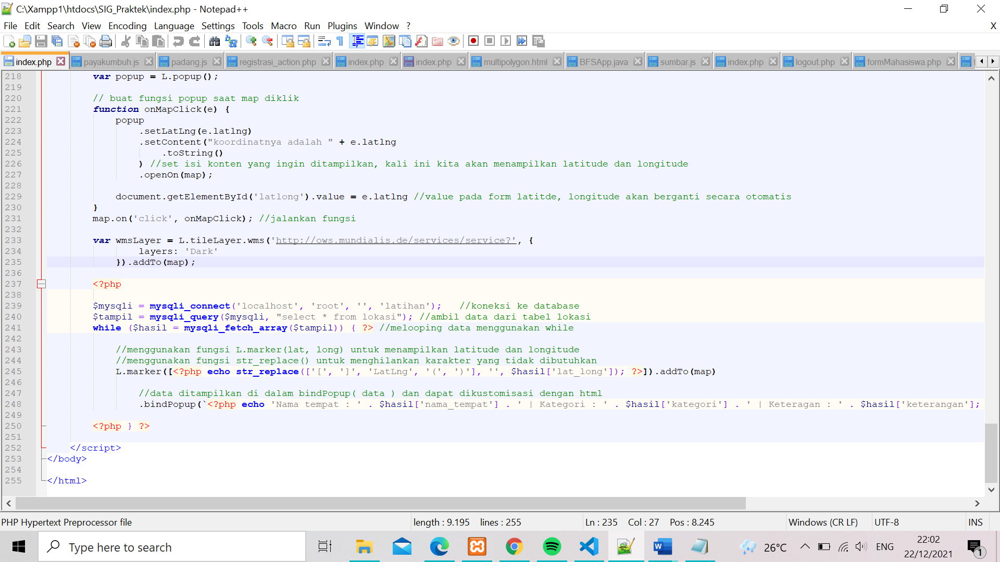 C:\Xampp1\htdocs\SIG_Praktek\index.php - Notepad++
File Edit Search View Encoding Language Settings Tools Macro Run Plugins Window ? X
index.php payakumbuh.js padang.js registrasi_action.php index.php index.php multipolygon.html BFSApp.java sumbar.js index.php logout.php formMahasiswa.php
218 var popup = L.popup();
219
220 // buat fungsi popup saat map diklik
221 function onMapClick(e) {
222 popup
223 .setLatLng(e.latlng)
224 .setContent("koordinatnya adalah " + e.latlng
225 .toString()
226 ) //set isi konten yang ingin ditampilkan, kali ini kita akan menampilkan latitude dan longitude
227 .openOn(map);
228
229 document.getElementById('latlong').value = e.latlng //value pada form latitde, longitude akan berganti secara otomatis
230 }
231 map.on('click', onMapClick); //jalankan fungsi
232
233 var wmsLayer = L.tileLayer.wms('http://ows.mundialis.de/services/service?', {
234 layers: 'Dark'
235 }).addTo(map);
236
237 <?php
238
239 $mysqli = mysqli_connect('localhost', 'root', '', 'latihan'); //koneksi ke database
240 $tampil = mysqli_query($mysqli, "select * from lokasi"); //ambil data dari tabel lokasi
241 while ($hasil = mysqli_fetch_array($tampil)) { ?> //melooping data menggunakan while
242
243 //menggunakan fungsi L.marker(lat, long) untuk menampilkan latitude dan longitude
244 //menggunakan fungsi str_replace() untuk menghilankan karakter yang tidak dibutuhkan
245 L.marker([<?php echo str_replace(['[', ']', 'LatLng', '(', ')'], '', $hasil['lat_long']); ?>]).addTo(map)
246
247 //data ditampilkan di dalam bindPopup( data ) dan dapat dikustomisasi dengan html
248 .bindPopup(`<?php echo 'Nama tempat : ' . $hasil['nama_tempat'] . ' | Kategori : ' . $hasil['kategori'] . ' | Keteragan : ' . $hasil['keterangan'];
249
250 <?php } ?>
251
252 </script>
253 </body>
254
255 </html>
PHP Hypertext Preprocessor file length : 9.195 lines : 255 Ln : 235 Col : 27 Pos : 8.245 Windows (CR LF) UTF-8 INS
Type here to search 26°C ENG 22:02
22/12/2021 1